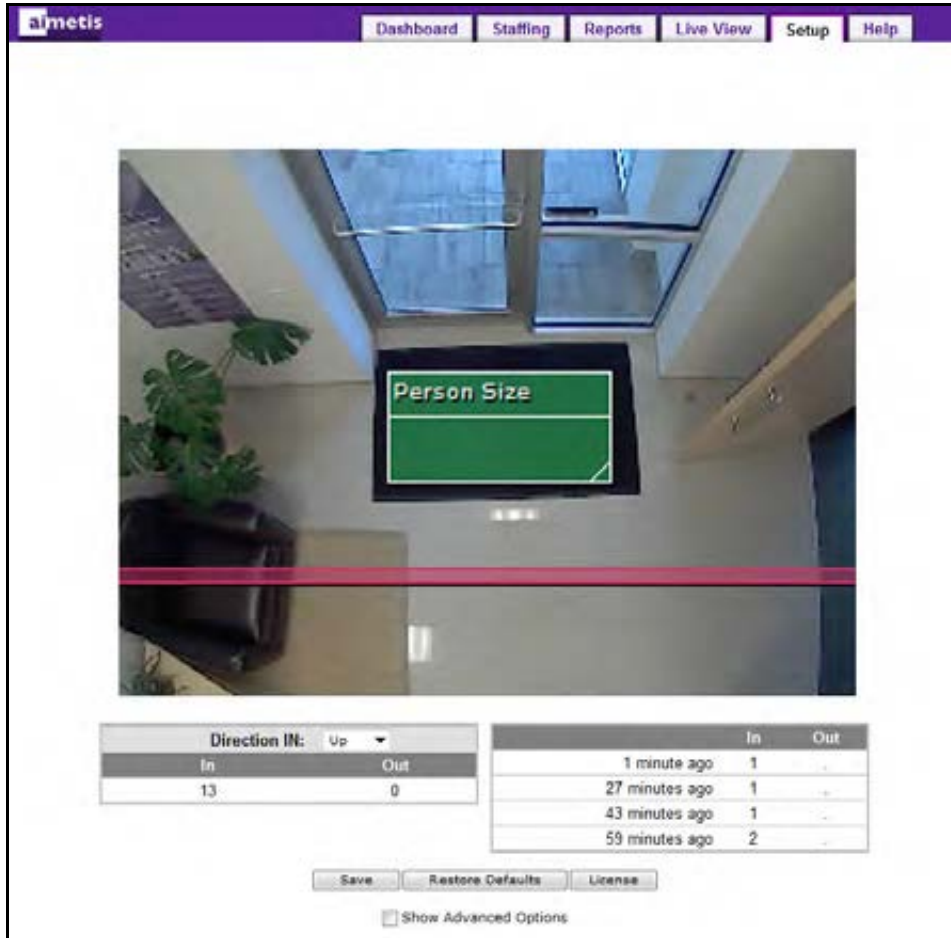 aimetis
Dashboard Staffing Reports Live View Setup Help
Person Size
Direction IN: Up
In Out
13 0
In Out
1 minute ago 1 .
27 minutes ago 1 .
43 minutes ago 1 .
59 minutes ago 2 .
Save Restore Defaults License
Show Advanced Options